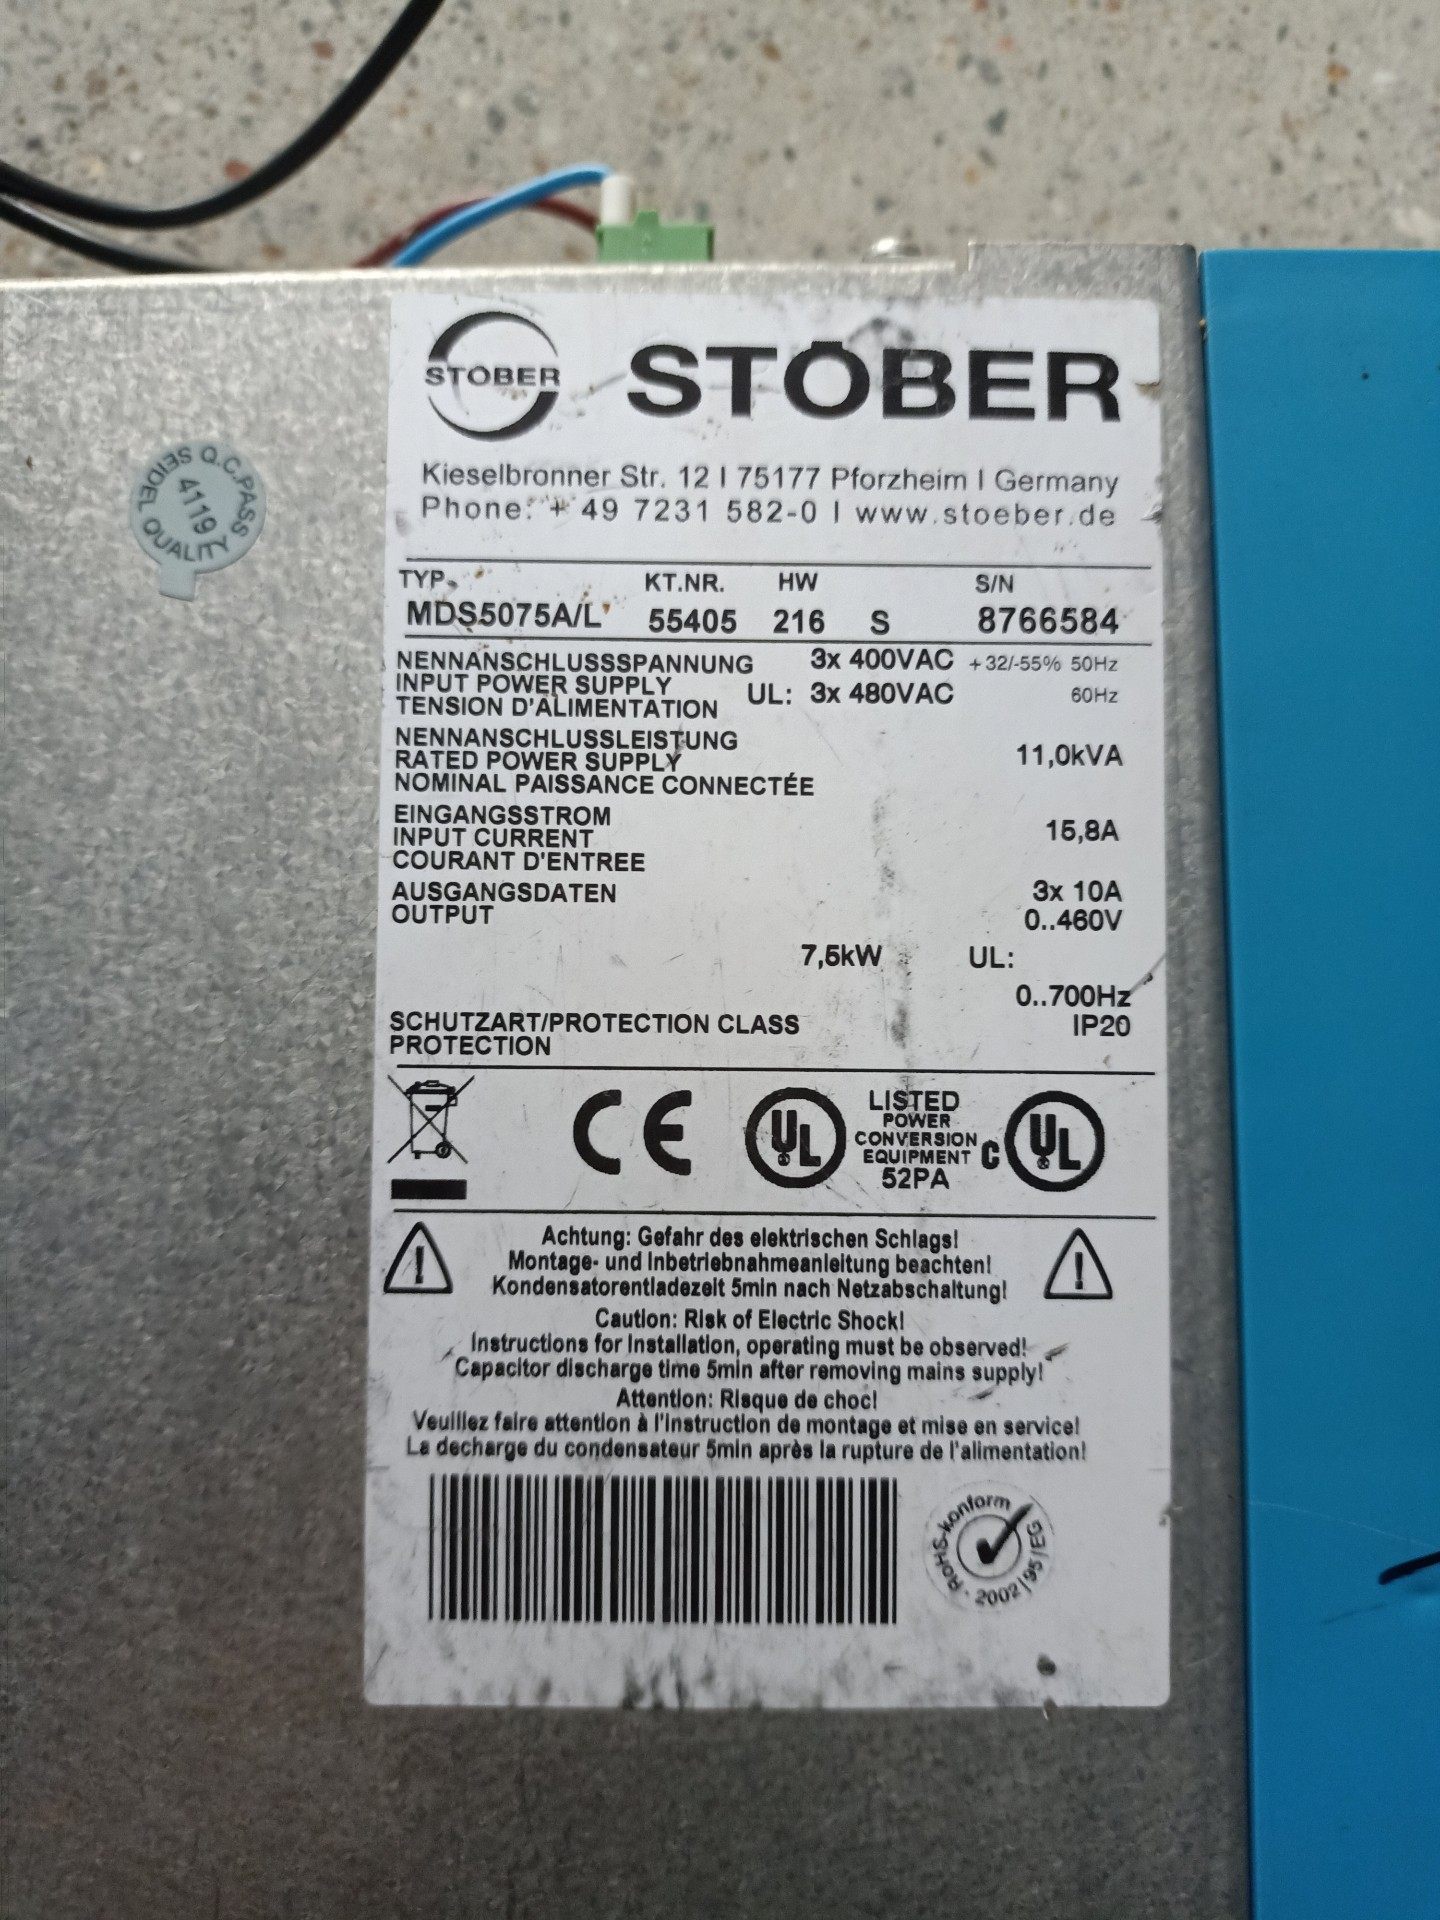 STÖBER
STÖBER
Kieselbronner Str. 12 I 75177 Pforzheim I Germany
Phone: + 49 7231 582-0 I www.stoeber.de
SEIDEL QUALITY Q.C.PASS
4119
TYP. KT.NR. HW S/N
MDS5075A/L 55405 216 S 8766584
NENNANSCHLUSSSPANNUNG 3x 400VAC +32/-55% 50Hz
INPUT POWER SUPPLY UL: 3x 480VAC 60Hz
TENSION D'ALIMENTATION
NENNANSCHLUSSLEISTUNG
RATED POWER SUPPLY 11,0kVA
NOMINAL PAISSANCE CONNECTÉE
EINGANGSSTROM
INPUT CURRENT 15,8A
COURANT D'ENTREE
AUSGANGSDATEN 3x 10A
OUTPUT 0..460V
7,5kW UL:
0..700Hz
SCHUTZART/PROTECTION CLASS IP20
PROTECTION
CE UL LISTED C UL
POWER
CONVERSION
EQUIPMENT
52PA
Achtung: Gefahr des elektrischen Schlags!
Montage- und Inbetriebnahmeanleitung beachten!
Kondensatorentladezeit 5min nach Netzabschaltung!
Caution: Risk of Electric Shock!
Instructions for installation, operating must be observed!
Capacitor discharge time 5min after removing mains supply!
Attention: Risque de choc!
Veuillez faire attention à l'instruction de montage et mise en service!
La decharge du condensateur 5min après la rupture de l'alimentation!
RoHS-konform
2002/95/EG